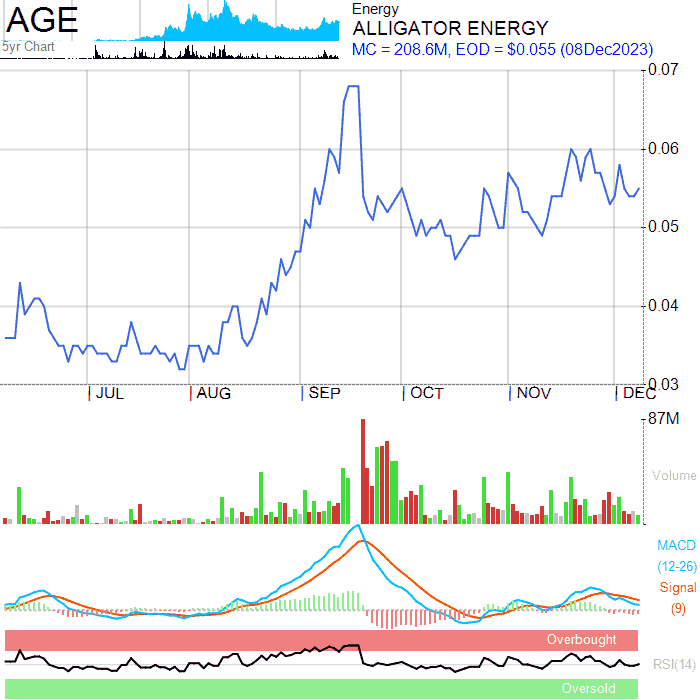 AGE
5yr Chart
Energy
ALLIGATOR ENERGY
MC = 208.6M, EOD = $0.055 (08Dec2023)
0.07
0.06
0.05
0.04
0.03
JUL AUG SEP OCT NOV DEC
87M
Volume
MACD
(12-26)
Signal
(9)
Overbought
RSI(14)
Oversold